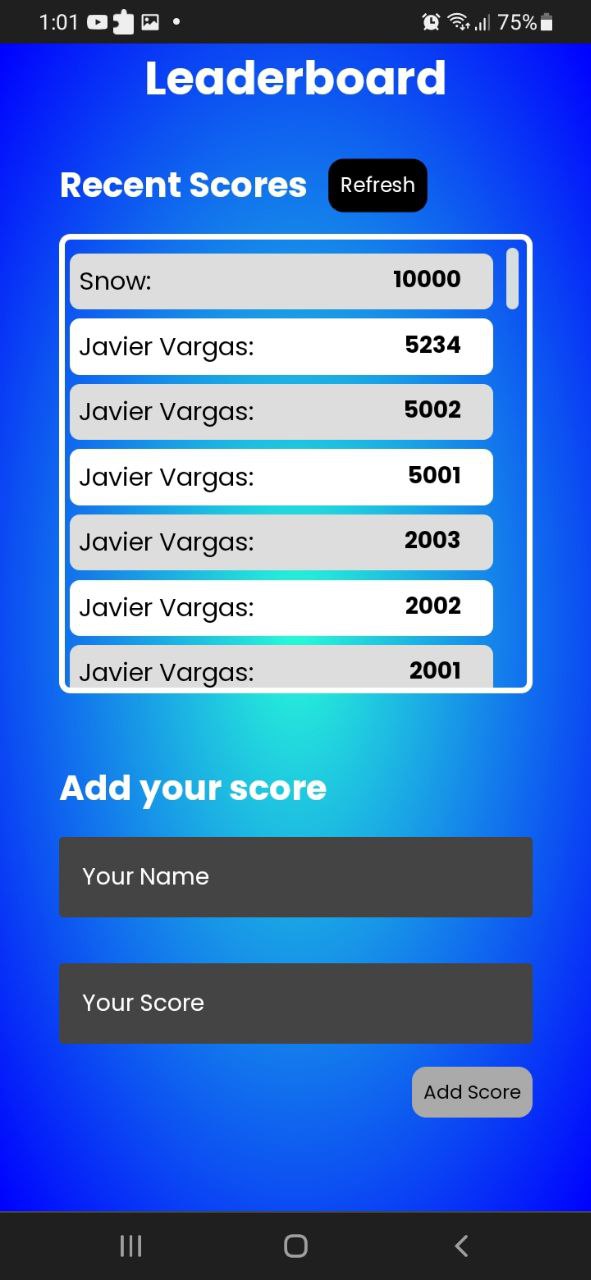 1:01 75%
Leaderboard
Recent Scores Refresh
Snow: 10000
Javier Vargas: 5234
Javier Vargas: 5002
Javier Vargas: 5001
Javier Vargas: 2003
Javier Vargas: 2002
Javier Vargas: 2001
Add your score
Your Name
Your Score
Add Score